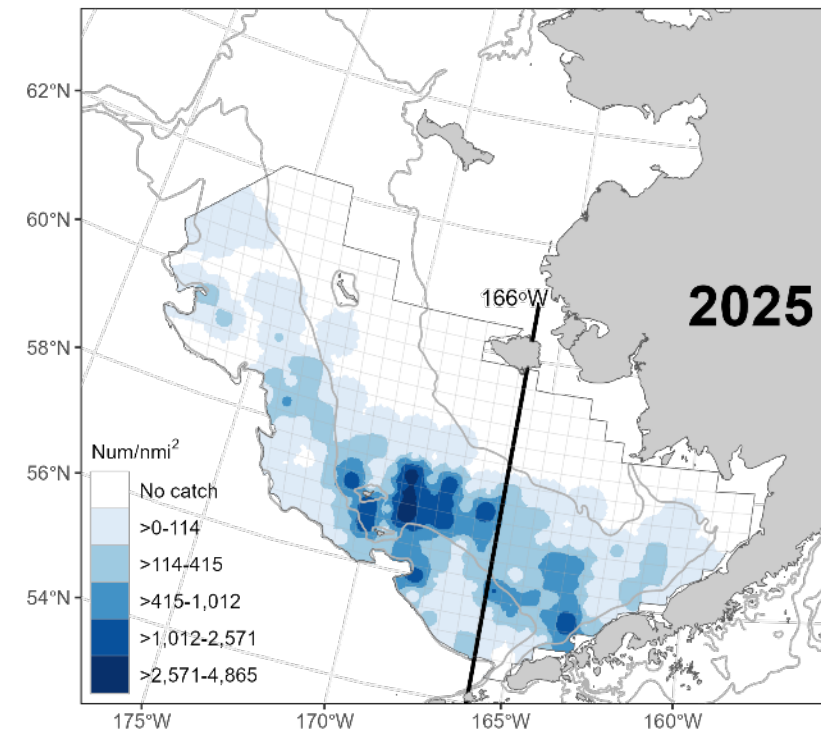 62°N
60°N
58°N
56°N
54°N
166°W
2025
Num/nmi²
No catch
>0-114
>114-415
>415-1,012
>1,012-2,571
>2,571-4,865
175°W
170°W
165°W
160°W